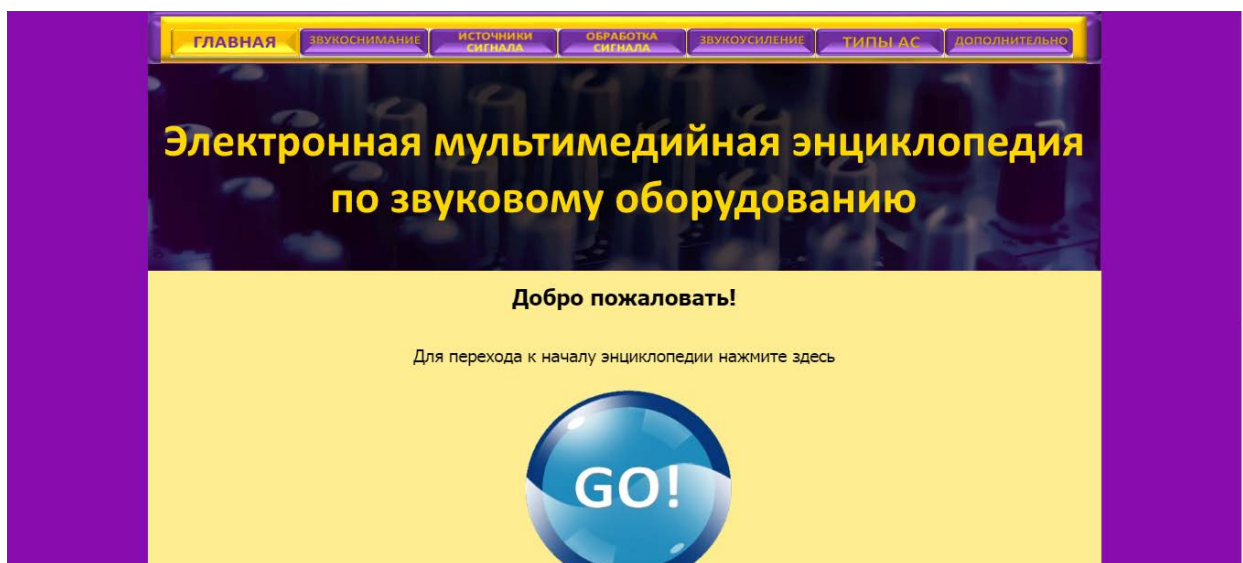 ГЛАВНАЯ
ЗВУКОСНИМАНИЕ
ИСТОЧНИКИ
СИГНАЛА
ОБРАБОТКА
СИГНАЛА
ЗВУКОУСИЛЕНИЕ
ТИПЫ АС
ДОПОЛНИТЕЛЬНО
Электронная мультимедийная энциклопедия
по звуковому оборудованию
Добро пожаловать!
Для перехода к началу энциклопедии нажмите здесь
GO!